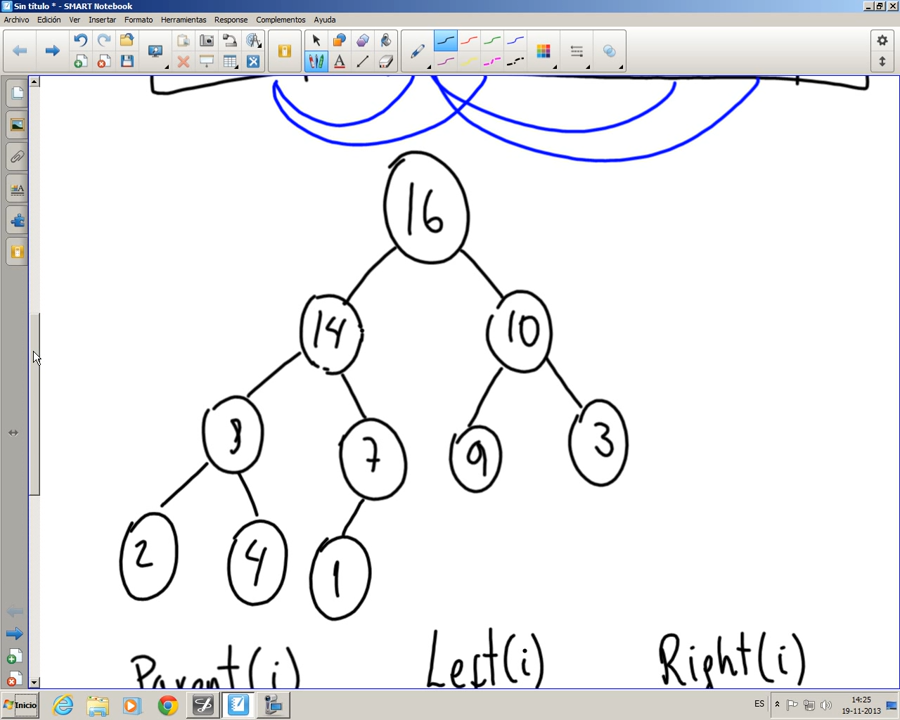 Sin título * - SMART Notebook
Archivo Edición Ver Insertar Formato Herramientas Response Complementos Ayuda
16
14 10
8 7 9 3
2 4 1
Parent(i) Left(i) Right(i)
Inicio
ES
14:25
19-11-2013